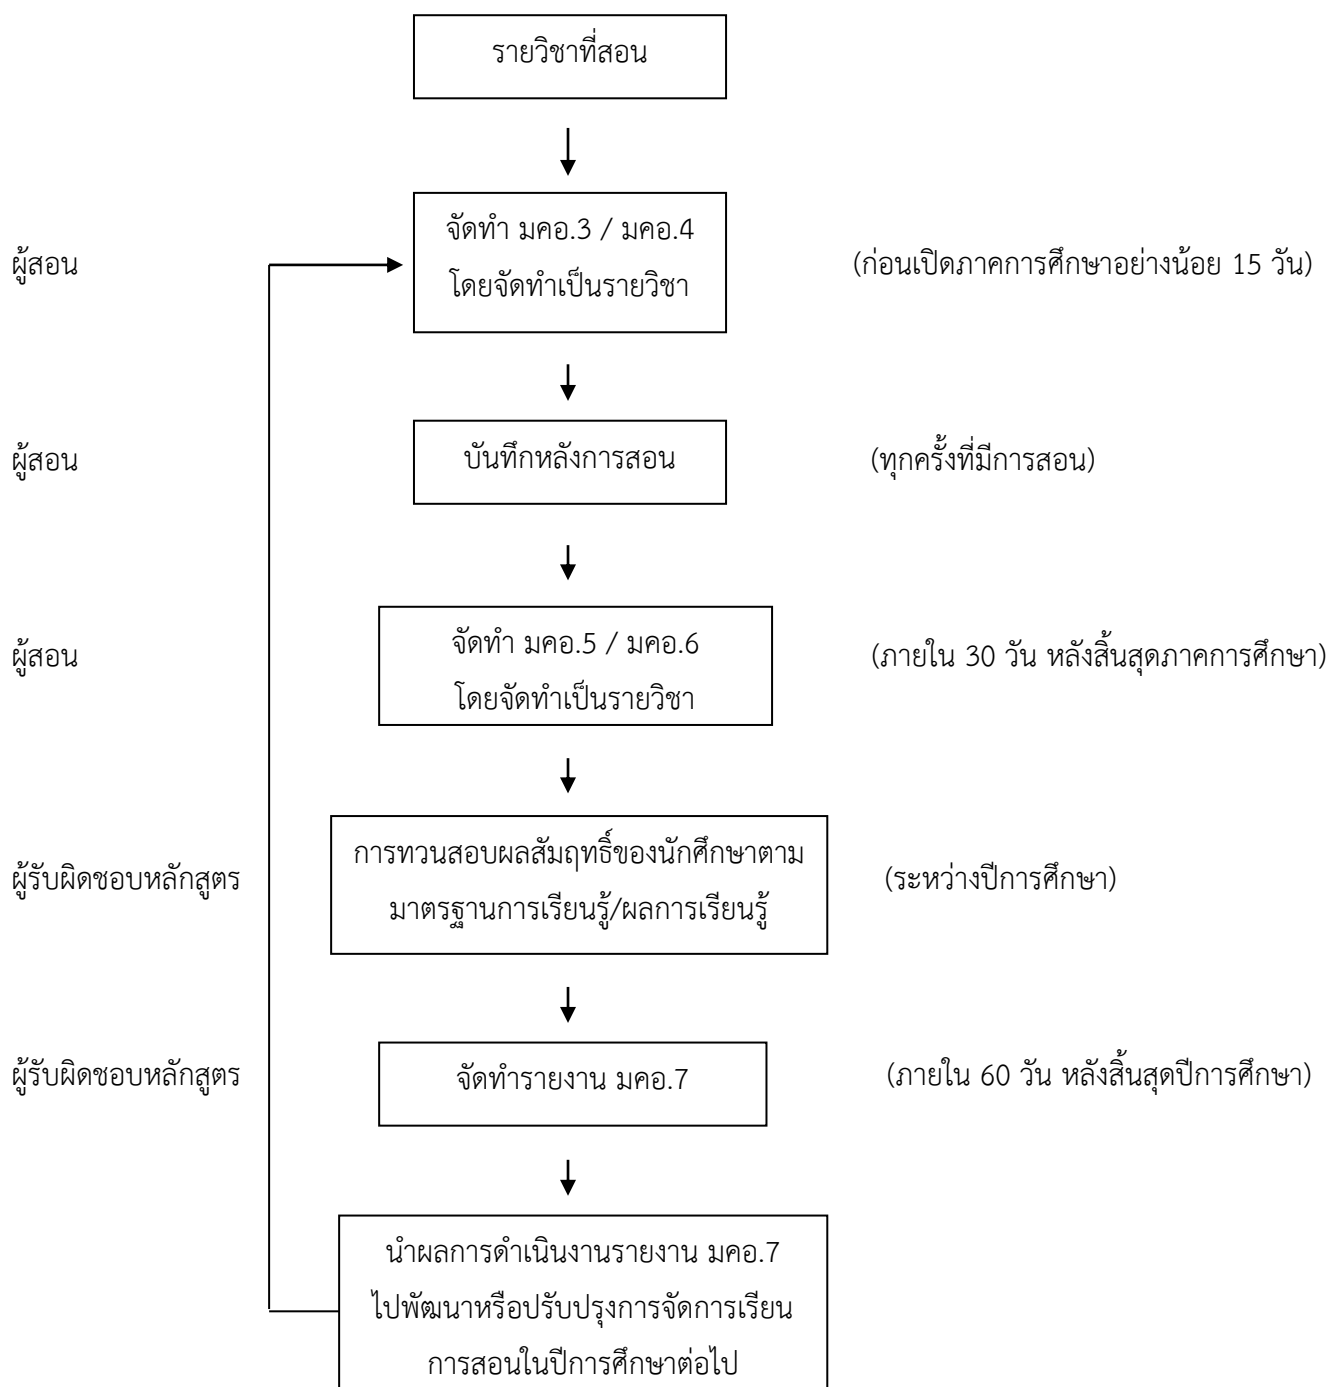 รายวิชาที่สอน
จัดทำ มคอ.3 / มคอ.4
ผู้สอน
โดยจัดทำเป็นรายวิชา
(ก่อนเปิดภาคการศึกษาอย่างน้อย 15 วัน)
ผู้สอน
บันทึกหลังการสอน
(ทุกครั้งที่มีการสอน)
ผู้สอน
จัดทำ มคอ.5 / มคอ.6
โดยจัดทำเป็นรายวิชา
(ภายใน 30 วัน หลังสิ้นสุดภาคการศึกษา)
ผู้รับผิดชอบหลักสูตร
การทวนสอบผลสัมฤทธิ์ของนักศึกษาตาม
มาตรฐานการเรียนรู้/ผลการเรียนรู้
(ระหว่างปีการศึกษา)
ผู้รับผิดชอบหลักสูตร
จัดทำรายงาน มคอ.7
(ภายใน 60 วัน หลังสิ้นสุดปีการศึกษา)
นำผลการดำเนินงานรายงาน มคอ.7
ไปพัฒนาหรือปรับปรุงการจัดการเรียน
การสอนในปีการศึกษาต่อไป